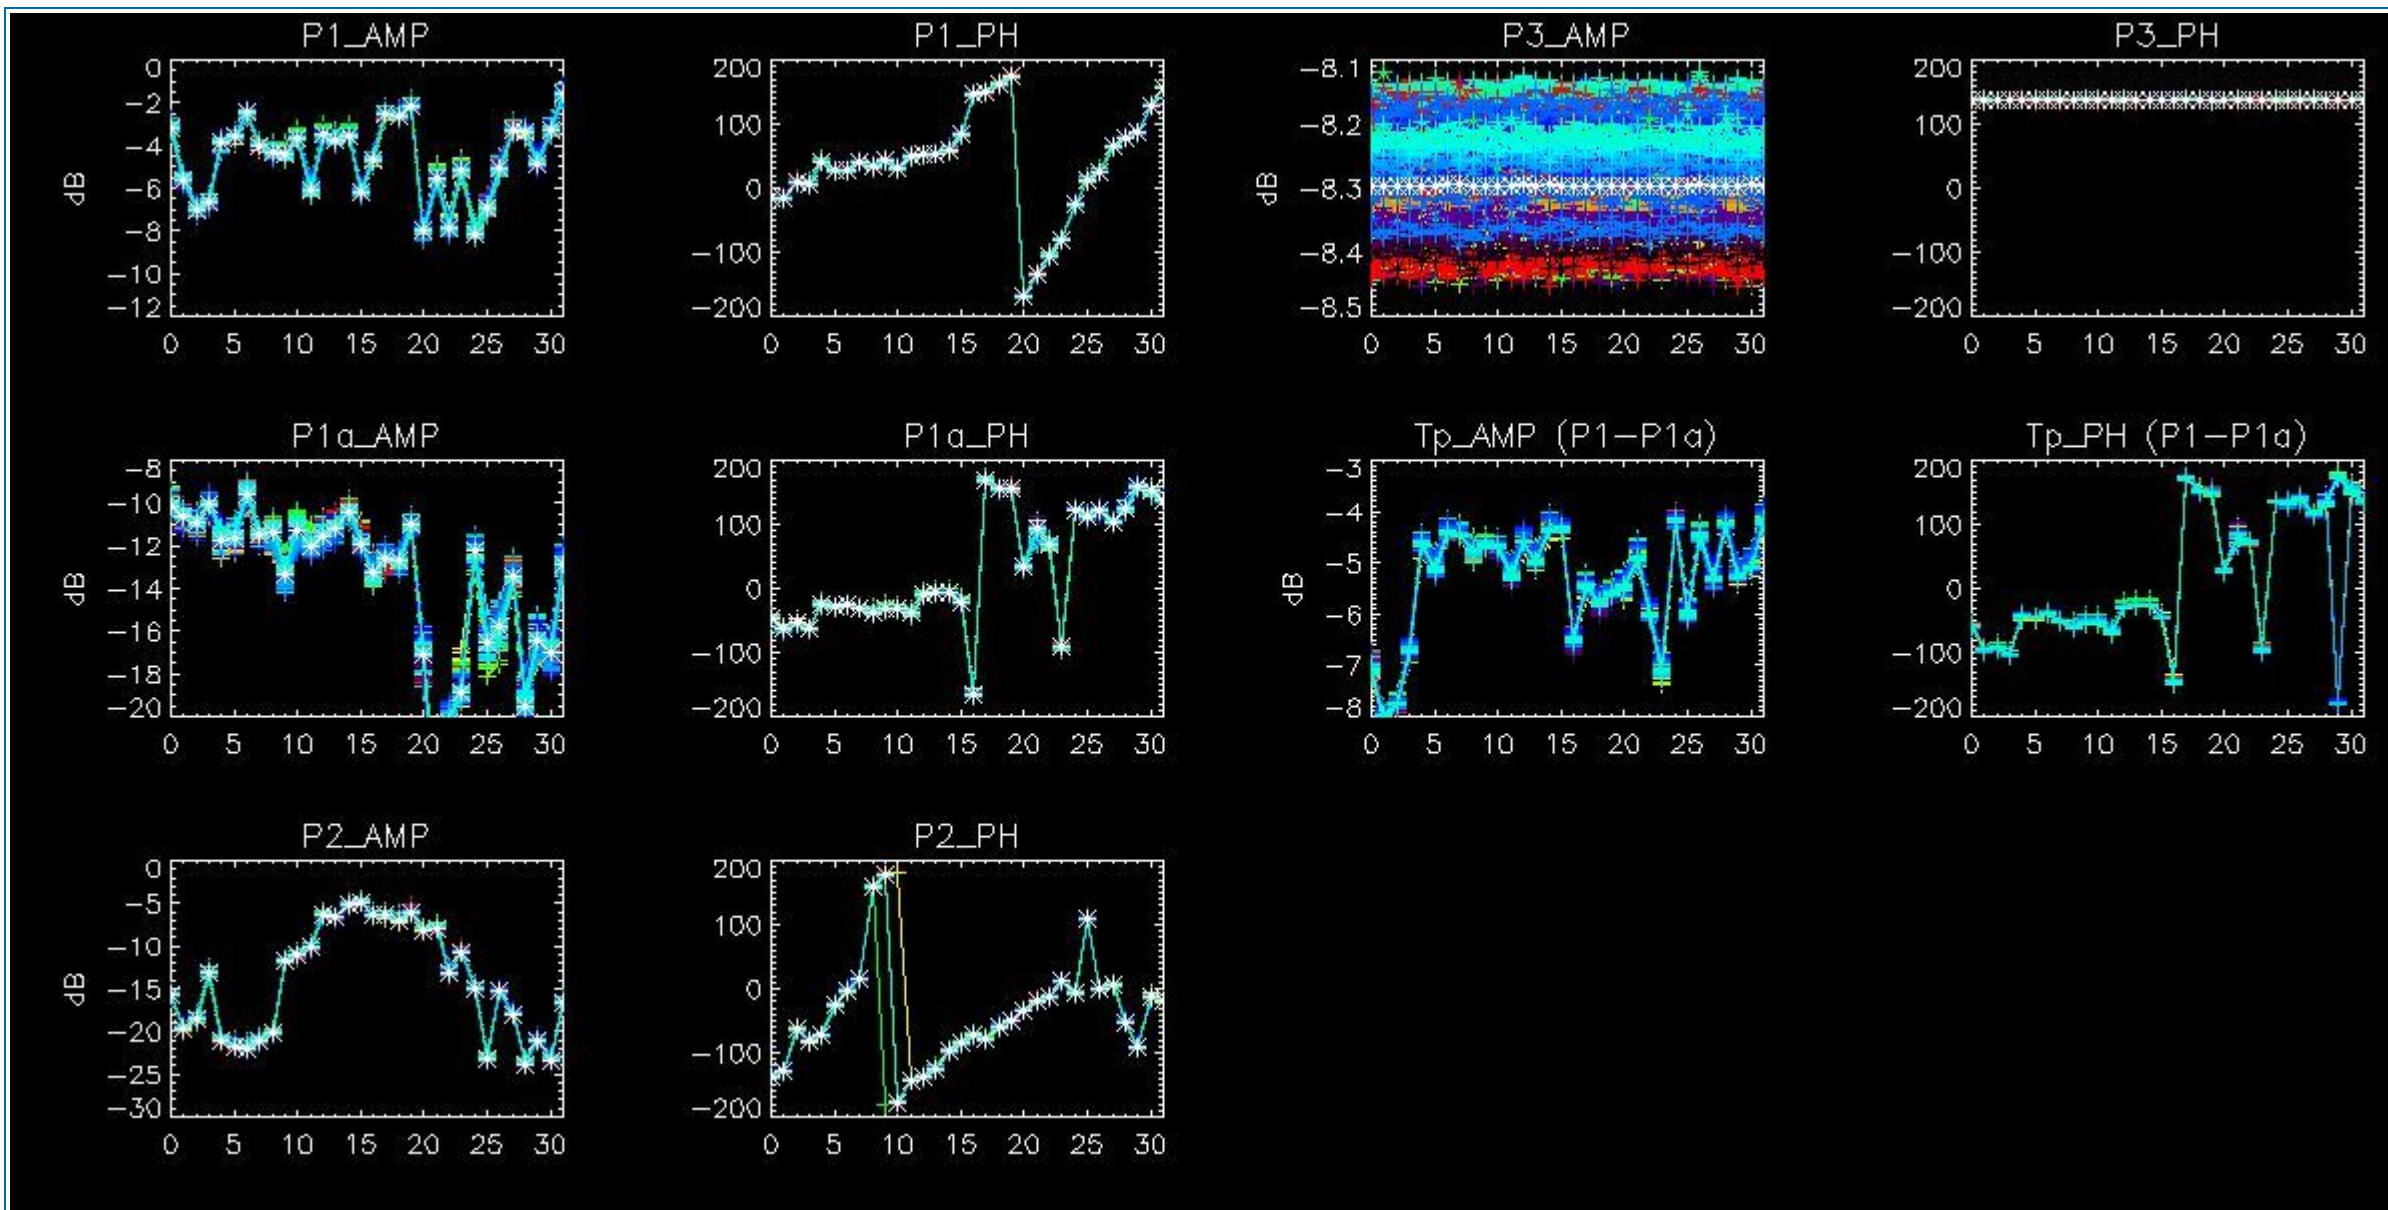 P1_AMP P1_PH P3_AMP P3_PH
0 200 -8.1 200
-2 100 -8.2 100
-4 0 -8.3 0
-6 -100 -8.4 -100
-8 -200 -8.5 -200
-10
-12
dB dB
0 5 10 15 20 25 30 0 5 10 15 20 25 30 0 5 10 15 20 25 30 0 5 10 15 20 25 30
P1a_AMP P1a_PH Tp_AMP (P1-P1a) Tp_PH (P1-P1a)
-8 200 -3 200
-10 100 -4 100
-12 0 -5 0
-14 -100 -6 -100
-16 -200 -7 -200
-18 -8
-20
dB dB
0 5 10 15 20 25 30 0 5 10 15 20 25 30 0 5 10 15 20 25 30 0 5 10 15 20 25 30
P2_AMP P2_PH
0 200
-5 100
-10 0
-15 -100
-20 -200
-25
-30
dB
0 5 10 15 20 25 30 0 5 10 15 20 25 30